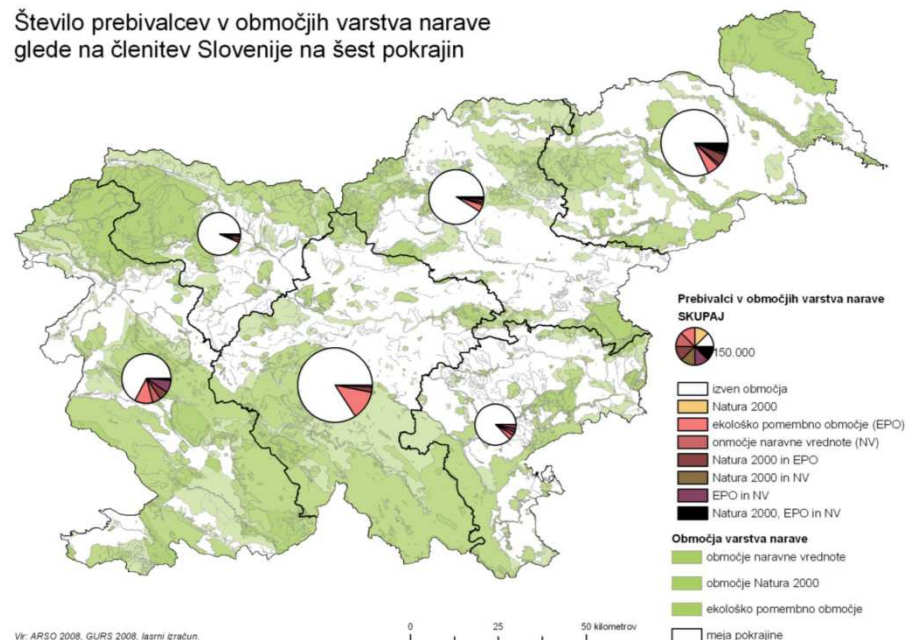 Število prebivalcev v območjih varstva narave
glede na členitev Slovenije na šest pokrajin
Prebivalci v območjih varstva narave
SKUPAJ
150.000
izven območja
Natura 2000
ekološko pomembno območje (EPO)
onmočje naravne vrednote (NV)
Natura 2000 in EPO
Natura 2000 in NV
EPO in NV
Natura 2000, EPO in NV
Območja varstva narave
območje naravne vrednote
območje Natura 2000
ekološko pomembno območje
meja pokrajine
0 25 50 kilometrov
Vir: ARSO 2008, GURS 2008, lasrni izračun.